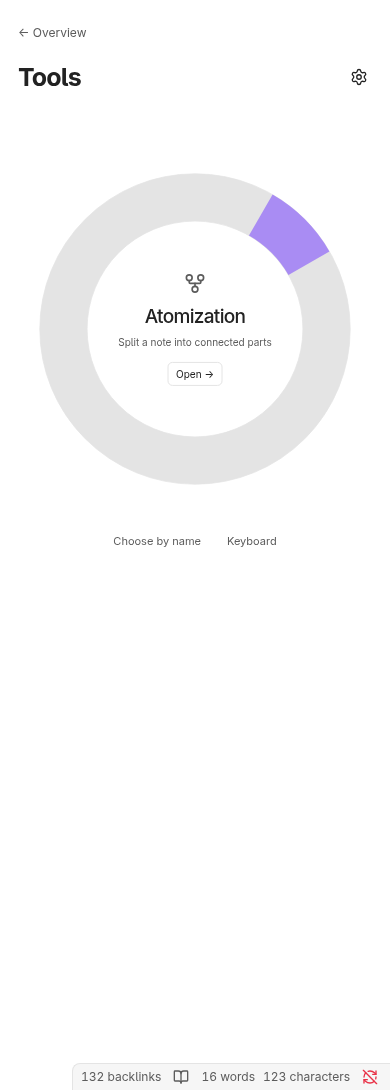 ← Overview
Tools
Atomization
Split a note into connected parts
Open →
Choose by name Keyboard
132 backlinks 16 words 123 characters